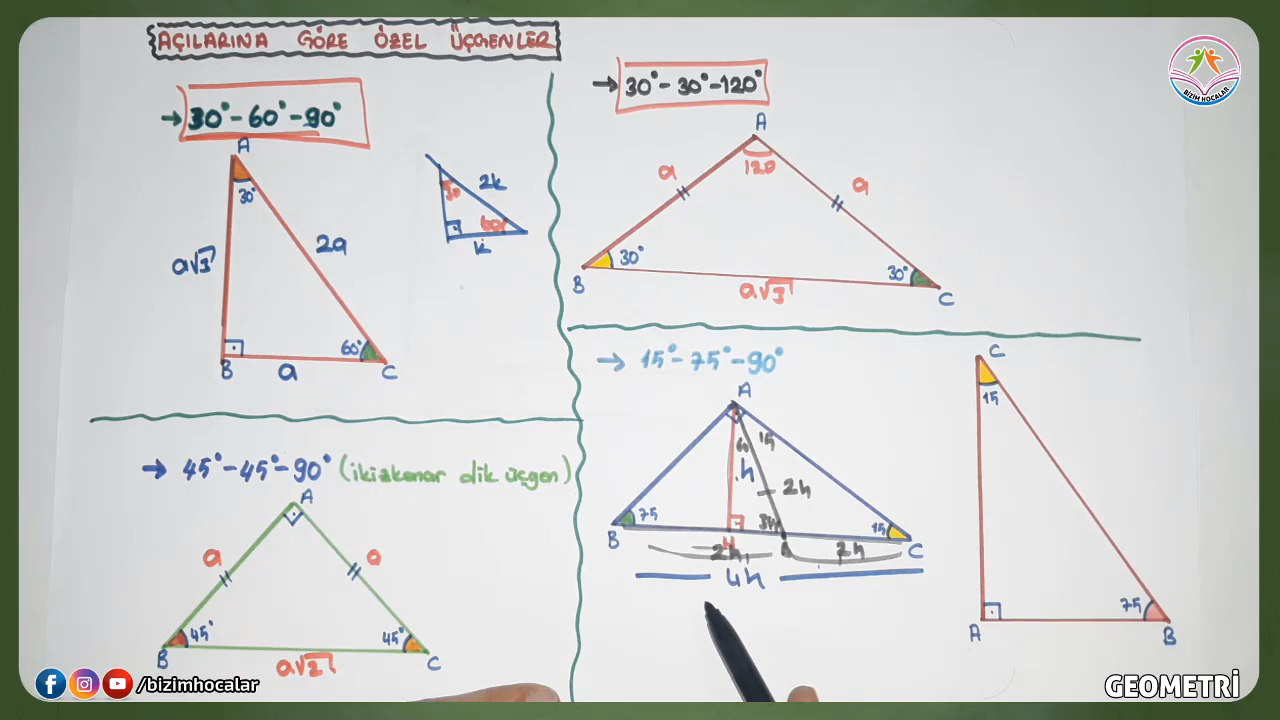 AÇILARINA GÖRE ÖZEL ÜÇGENLER
→ 30° - 60° - 90°
A
30°
a√3
2a
60°
B
a
C
30
2k
60
k
→ 45° - 45° - 90° (ikizkenar dik üçgen)
A
a
a
45°
45°
B
a√2
C
→ 30° - 30° - 120°
A
120
a
a
30°
30°
B
a√3
C
→ 15° - 75° - 90°
A
15
h
2h
75
15
B
H
C
2h
2h
4h
C
15
75
A
B
BİZİM HOCALAR
/bizimhocalar
GEOMETRİ